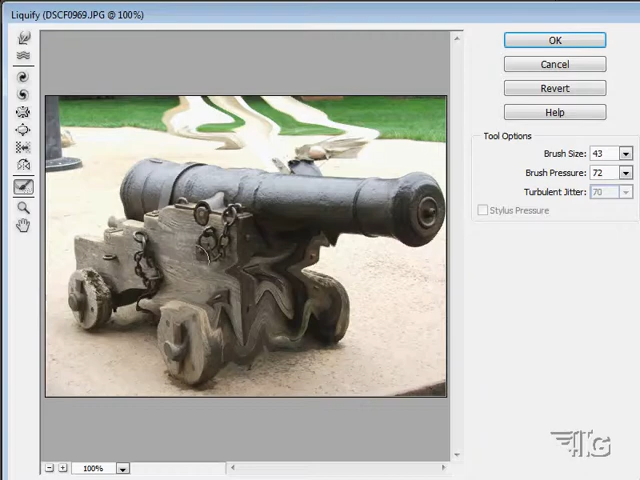 Liquify (DSCF0969.JPG @ 100%)
OK
Cancel
Revert
Help
Tool Options
Brush Size: 43
Brush Pressure: 72
Turbulent Jitter: 70
Stylus Pressure
100%